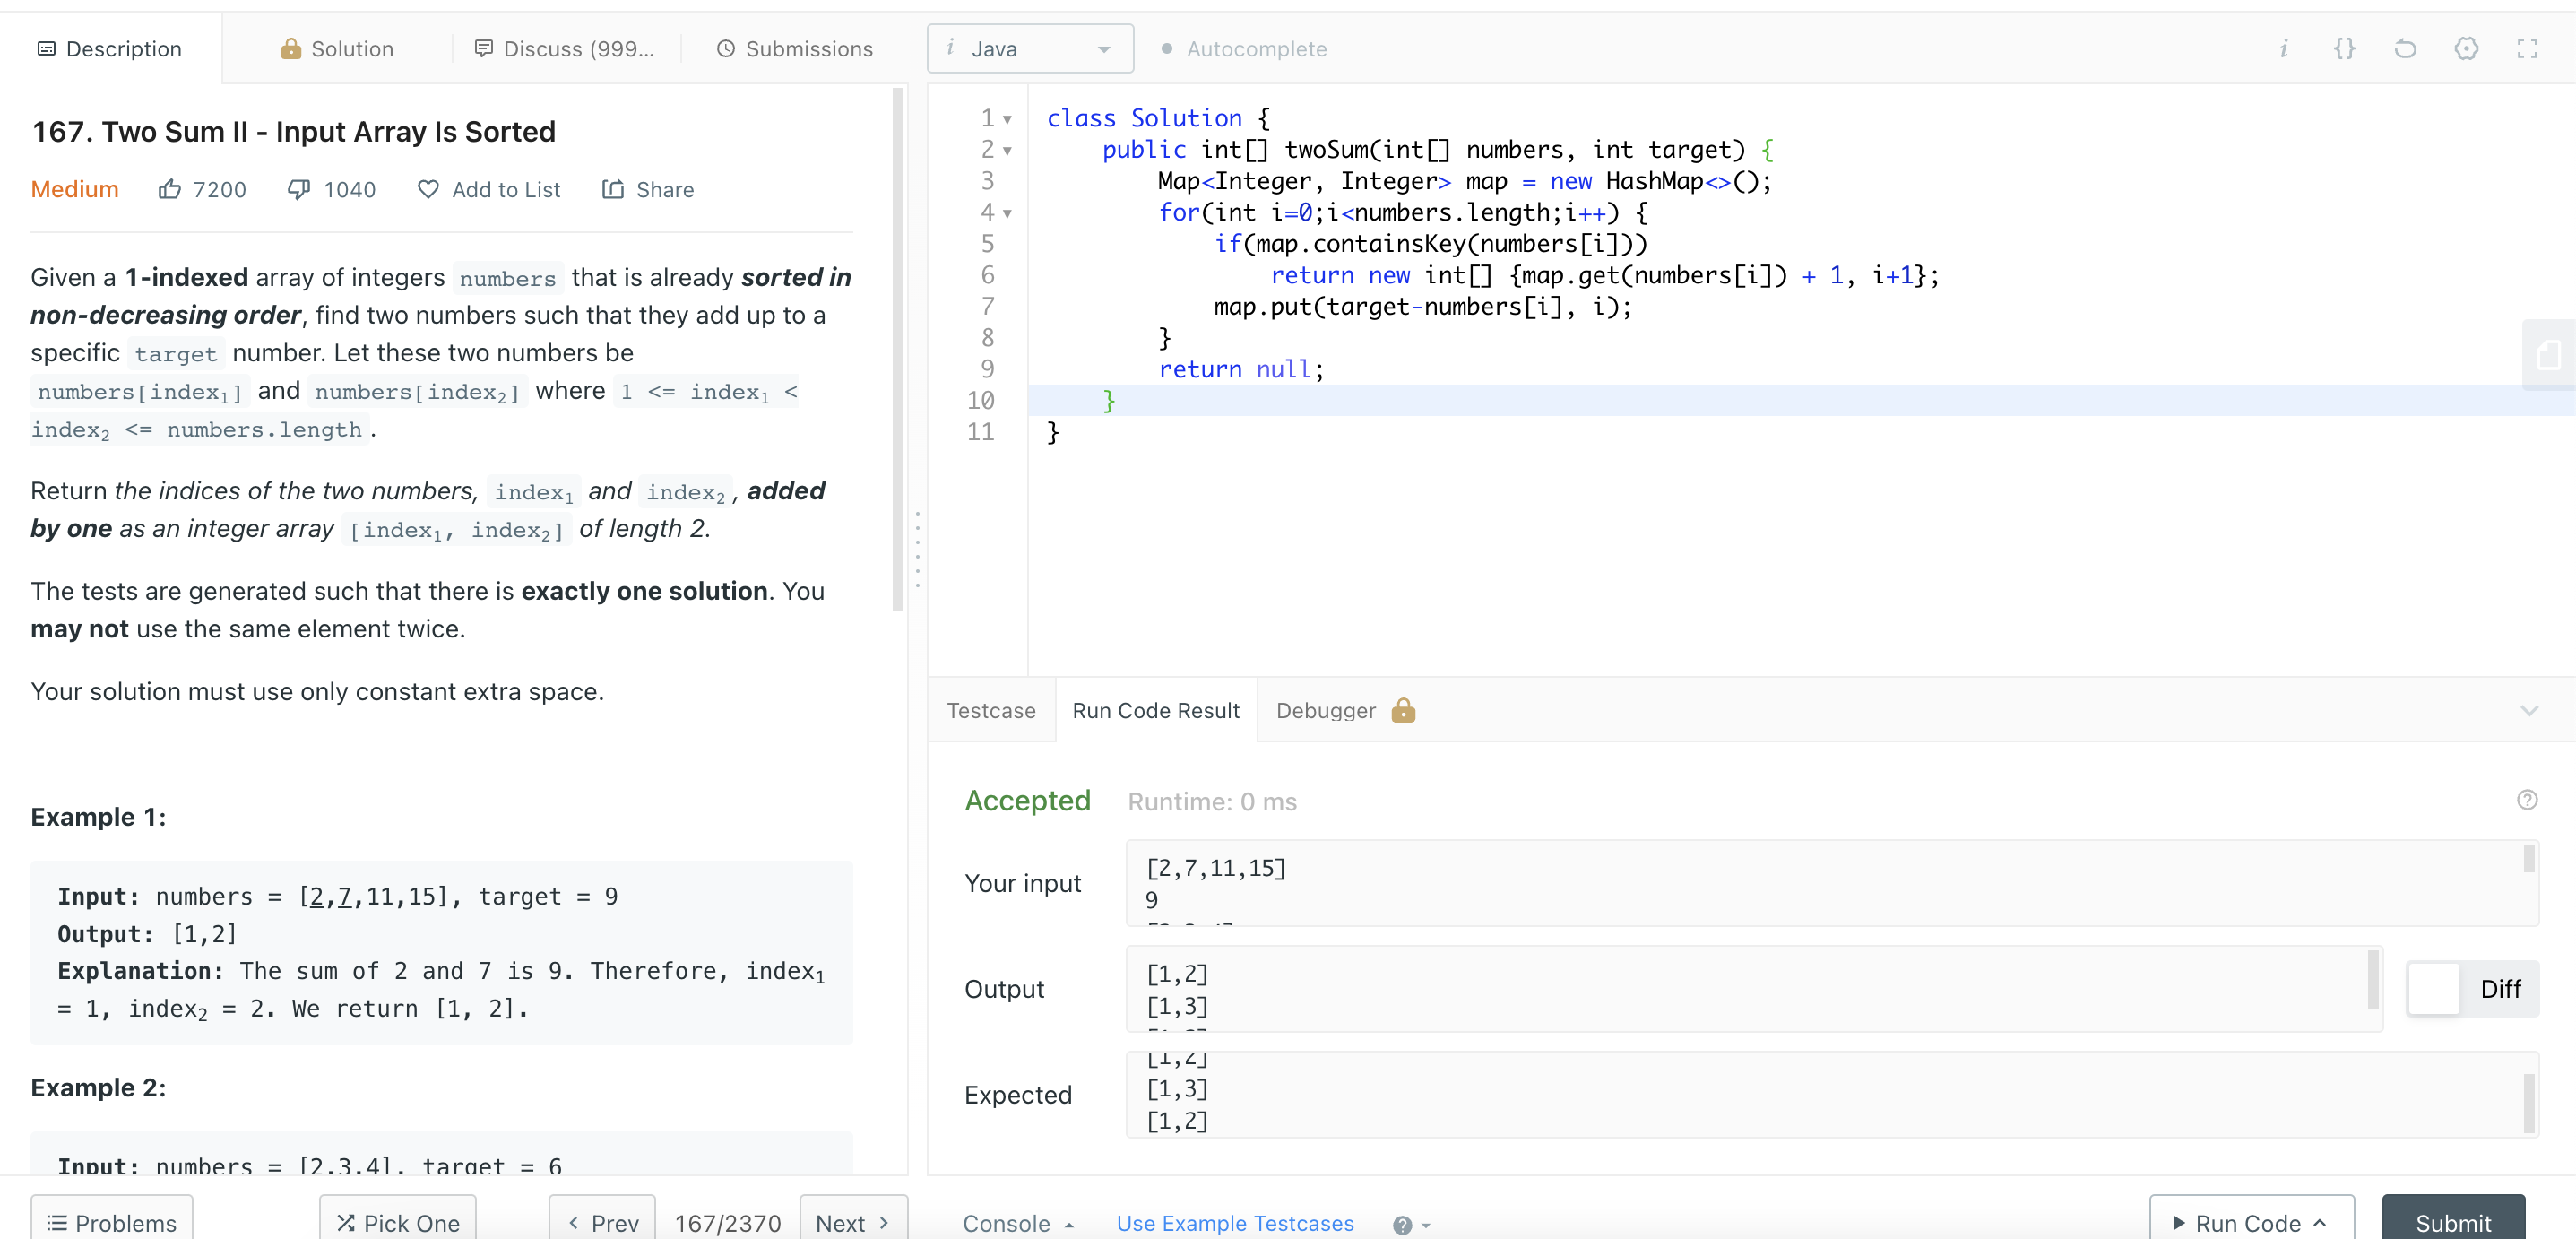 Description
Solution
Discuss (999...
Submissions
i Java
Autocomplete
i {}
167. Two Sum II - Input Array Is Sorted
Medium 7200 1040 Add to List Share
Given a 1-indexed array of integers numbers that is already sorted in
non-decreasing order, find two numbers such that they add up to a
specific target number. Let these two numbers be
numbers[index₁] and numbers[index₂] where 1 <= index₁ <
index₂ <= numbers.length .
Return the indices of the two numbers, index₁ and index₂, added
by one as an integer array [index₁, index₂] of length 2.
The tests are generated such that there is exactly one solution. You
may not use the same element twice.
Your solution must use only constant extra space.
Example 1:
Input: numbers = [2,7,11,15], target = 9
Output: [1,2]
Explanation: The sum of 2 and 7 is 9. Therefore, index₁
= 1, index₂ = 2. We return [1, 2].
Example 2:
Input: numbers = [2,3,4], target = 6
Problems
Pick One
‹ Prev
167/2370
Next ›
1 class Solution {
2 public int[] twoSum(int[] numbers, int target) {
3 Map<Integer, Integer> map = new HashMap<>();
4 for(int i=0;i<numbers.length;i++) {
5 if(map.containsKey(numbers[i]))
6 return new int[] {map.get(numbers[i]) + 1, i+1};
7 map.put(target-numbers[i], i);
8 }
9 return null;
10 }
11 }
Testcase
Run Code Result
Debugger
Accepted Runtime: 0 ms
?
Your input
[2,7,11,15]
9
Output
[1,2]
[1,3]
Diff
Expected
[1,2]
[1,3]
[1,2]
Console
Use Example Testcases
?
Run Code
Submit